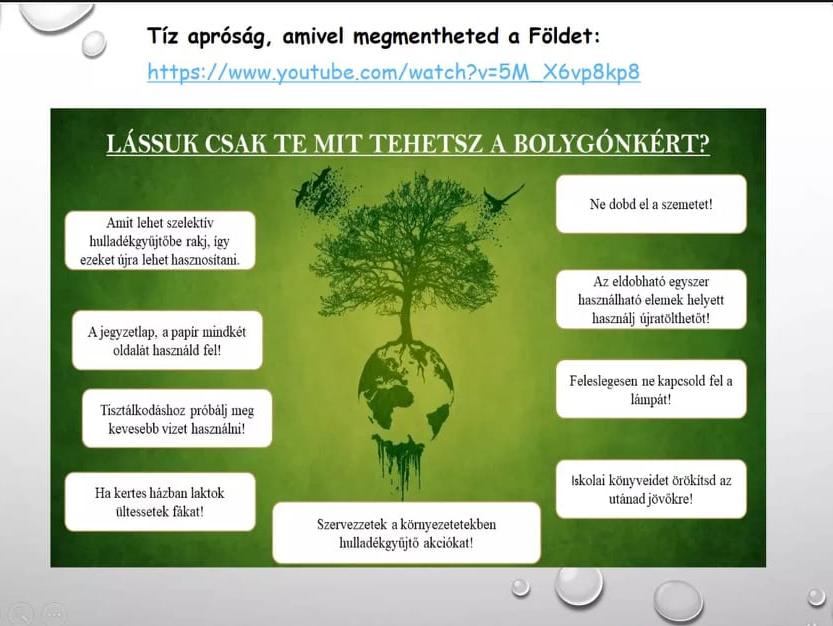 Tíz apróság, amivel megmentheted a Földet:
https://www.youtube.com/watch?v=5M_X6vp8kp8
LÁSSUK CSAK TE MIT TEHETSZ A BOLYGÓNKÉRT?
Amit lehet szelektív
hulladékgyűjtőbe rakj, így
ezeket újra lehet hasznosítani.
A jegyzetlap, a papír mindkét
oldalát használd fel!
Tisztálkodáshoz próbálj meg
kevesebb vizet használni!
Ha kertes házban laktok
ültessetek fákat!
Szervezzetek a környezetetekben
hulladékgyűjtő akciókat!
Ne dobd el a szemetet!
Az eldobható egyszer
használható elemek helyett
használj újratölthetőt!
Feleslegesen ne kapcsold fel a
lámpát!
Iskolai könyveidet örökítsd az
utánad jövőkre!